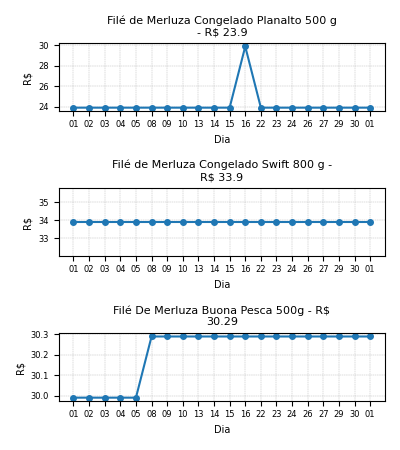 Filé de Merluza Congelado Planalto 500 g
- R$ 23.9
30
28
26
24
R$
01 02 03 04 05 08 09 10 13 14 15 16 22 23 24 26 27 29 30 01
Dia
Filé de Merluza Congelado Swift 800 g -
R$ 33.9
35
34
33
R$
01 02 03 04 05 08 09 10 13 14 15 16 22 23 24 26 27 29 30 01
Dia
Filé De Merluza Buona Pesca 500g - R$
30.29
30.3
30.2
30.1
30.0
R$
01 02 03 04 05 08 09 10 13 14 15 16 22 23 24 26 27 29 30 01
Dia